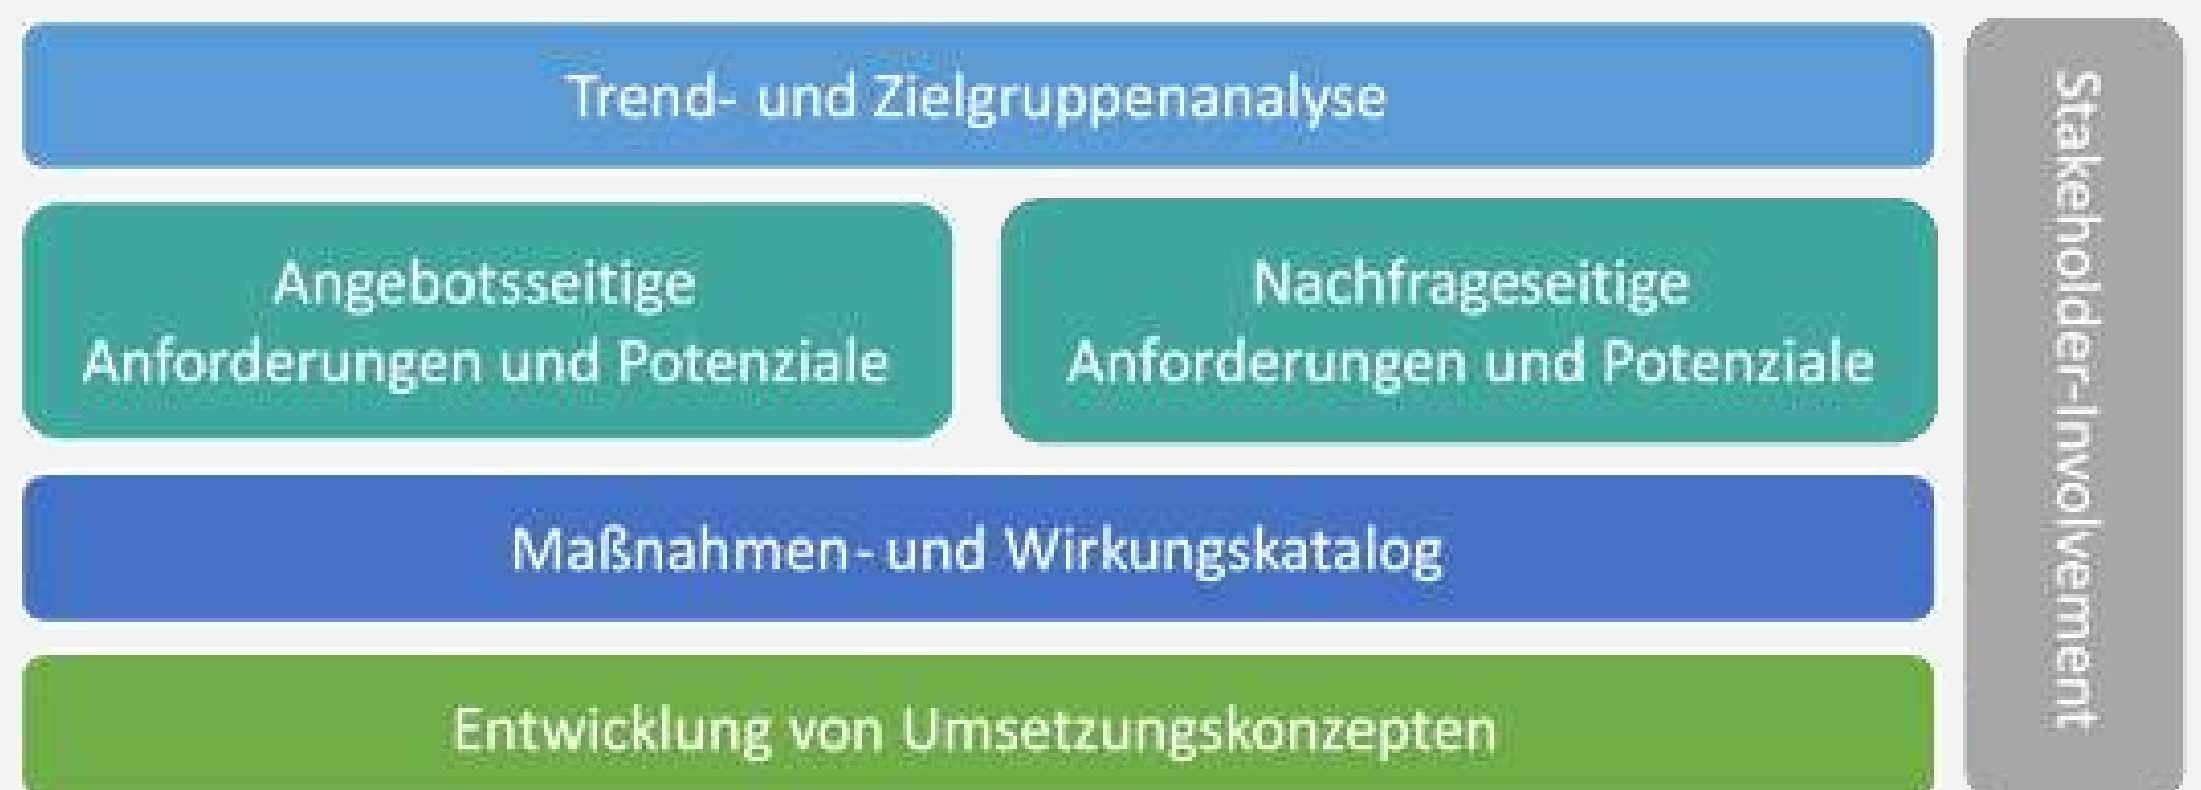 Trend- und Zielgruppenanalyse
Angebotsseitige
Anforderungen und Potenziale
Nachfrageseitige
Anforderungen und Potenziale
Maßnahmen- und Wirkungskatalog
Entwicklung von Umsetzungskonzepten
Stakeholder-Involvement